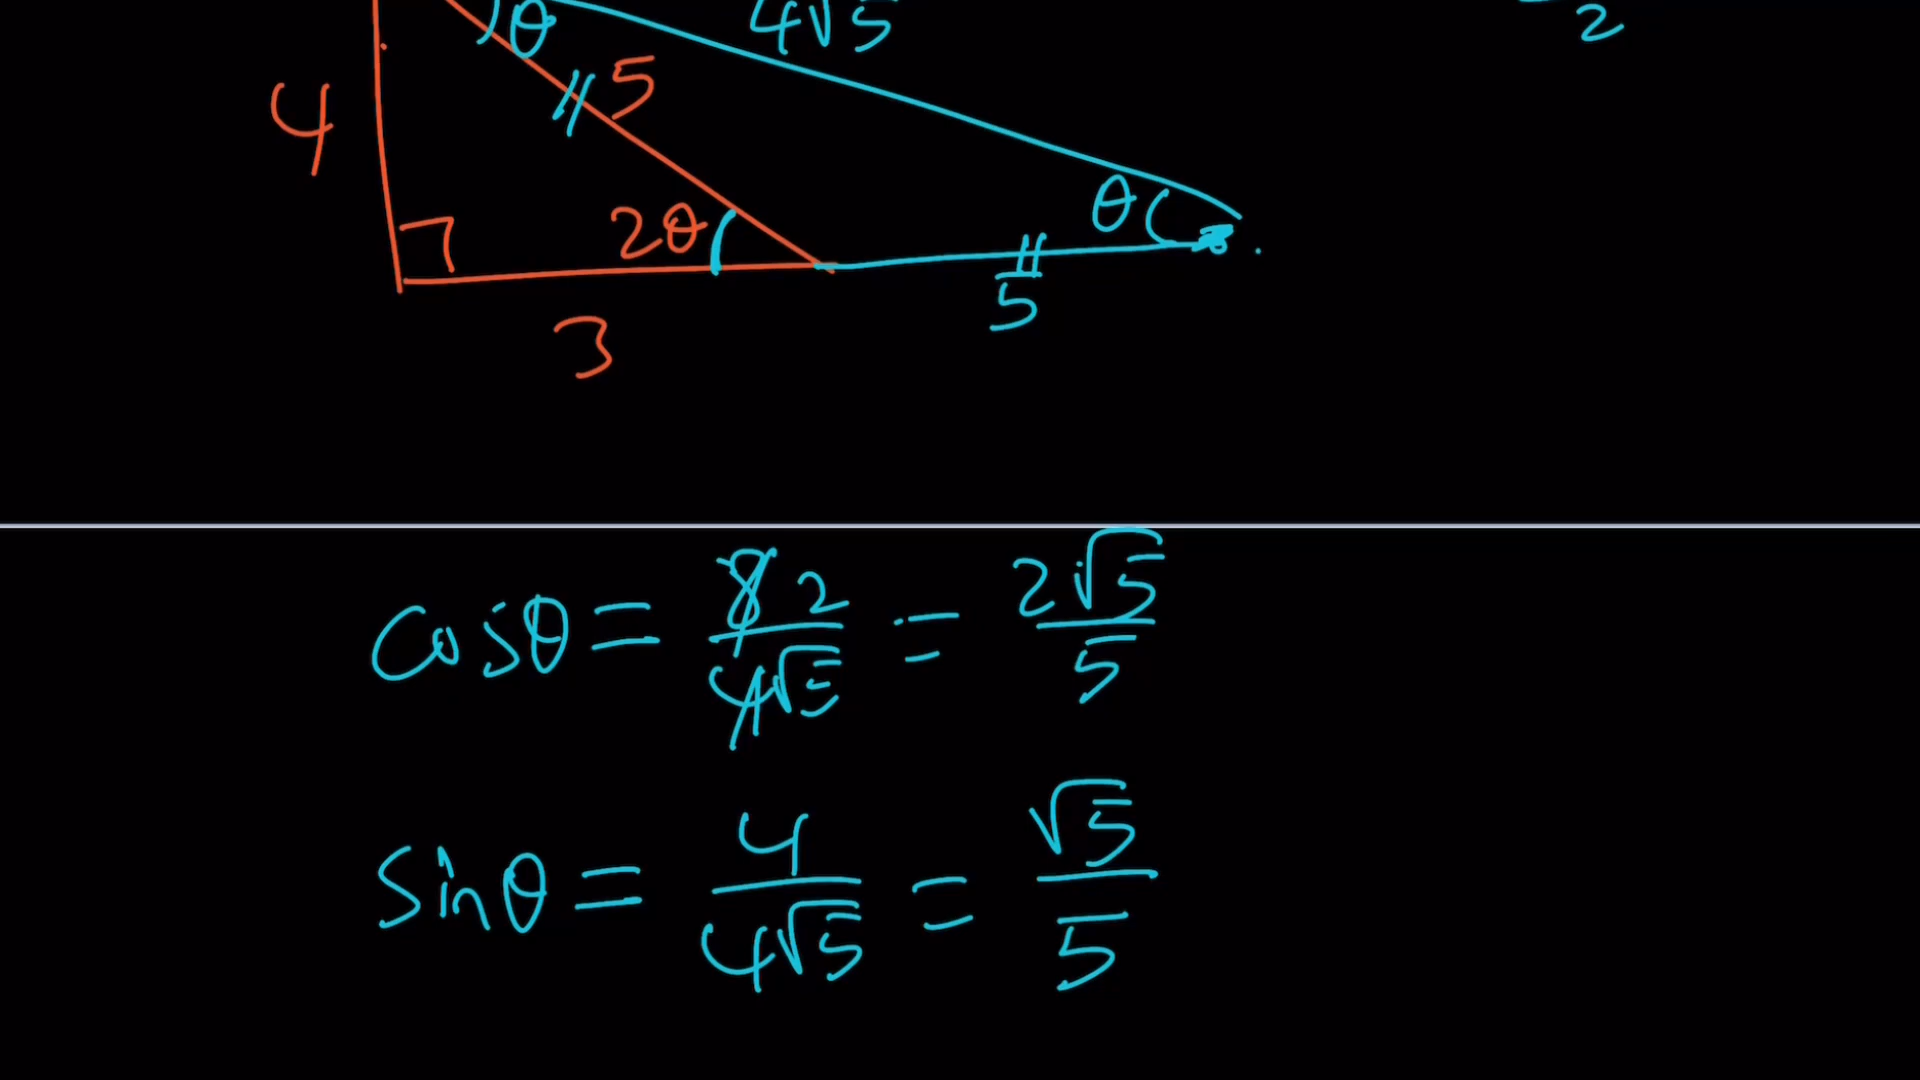 θ 4√5
2
4 5
2θ θ
5
3
cosθ = 8 2 / 4√5 = 2√5 / 5
sinθ = 4 / 4√5 = √5 / 5